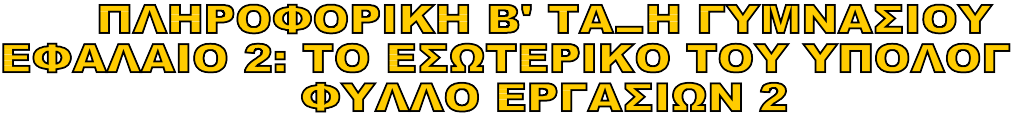 ΠΛΗΡΟΦΟΡΙΚΗ Β' ΤΑ_Η ΓΥΜΝΑΣΙΟΥ
ΕΦΑΛΑΙΟ 2: ΤΟ ΕΣΩΤΕΡΙΚΟ ΤΟΥ ΥΠΟΛΟΓ
ΦΥΛΛΟ ΕΡΓΑΣΙΩΝ 2